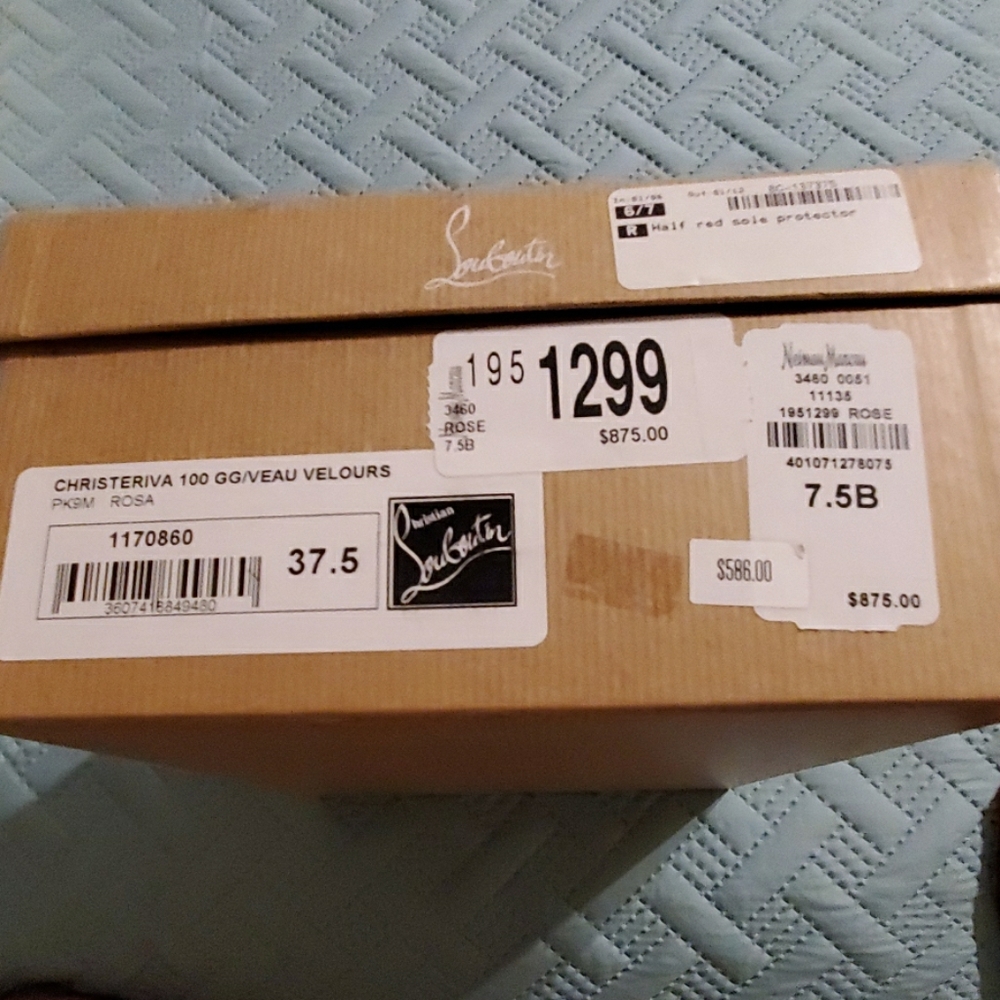 Louboutin
6/7
R Half red sole protector
195 1299
3460
ROSE
7.5B
$875.00
Neiman Marcus
3460 0051
11135
1951299 ROSE
401071278075
7.5B
$586.00
$875.00
CHRISTERIVA 100 GG/VEAU VELOURS
PK9M ROSA
1170860
37.5
3607416849480
Christian
Louboutin